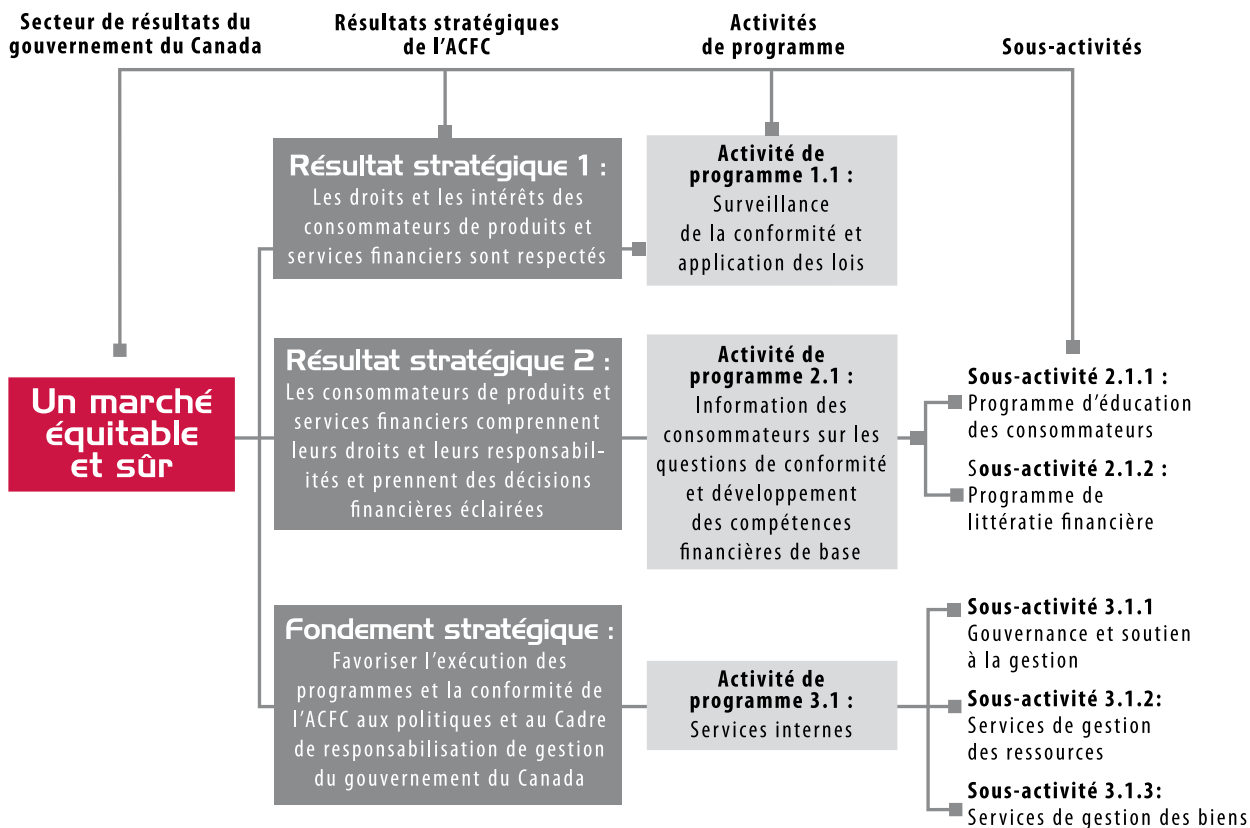 Secteur de résultats du
gouvernement du Canada
Résultats stratégiques
de l'ACFC
Activités
de programme
Sous-activités
Un marché
équitable
et sûr
Résultat stratégique 1 :
Les droits et les intérêts des
consommateurs de produits et
services financiers sont respectés
Activité de
programme 1.1 :
Surveillance
de la conformité et
application des lois
Résultat stratégique 2 :
Les consommateurs de produits et
services financiers comprennent
leurs droits et leurs responsabil-
ités et prennent des décisions
financières éclairées
Activité de
programme 2.1 :
Information des
consommateurs sur les
questions de conformité
et développement
des compétences
financières de base
Sous-activité 2.1.1 :
Programme d'éducation
des consommateurs
Sous-activité 2.1.2 :
Programme de
littératie financière
Fondement stratégique :
Favoriser l'exécution des
programmes et la conformité de
l'ACFC aux politiques et au Cadre
de responsabilisation de gestion
du gouvernement du Canada
Activité de
programme 3.1 :
Services internes
Sous-activité 3.1.1
Gouvernance et soutien
à la gestion
Sous-activité 3.1.2:
Services de gestion
des ressources
Sous-activité 3.1.3:
Services de gestion des biens